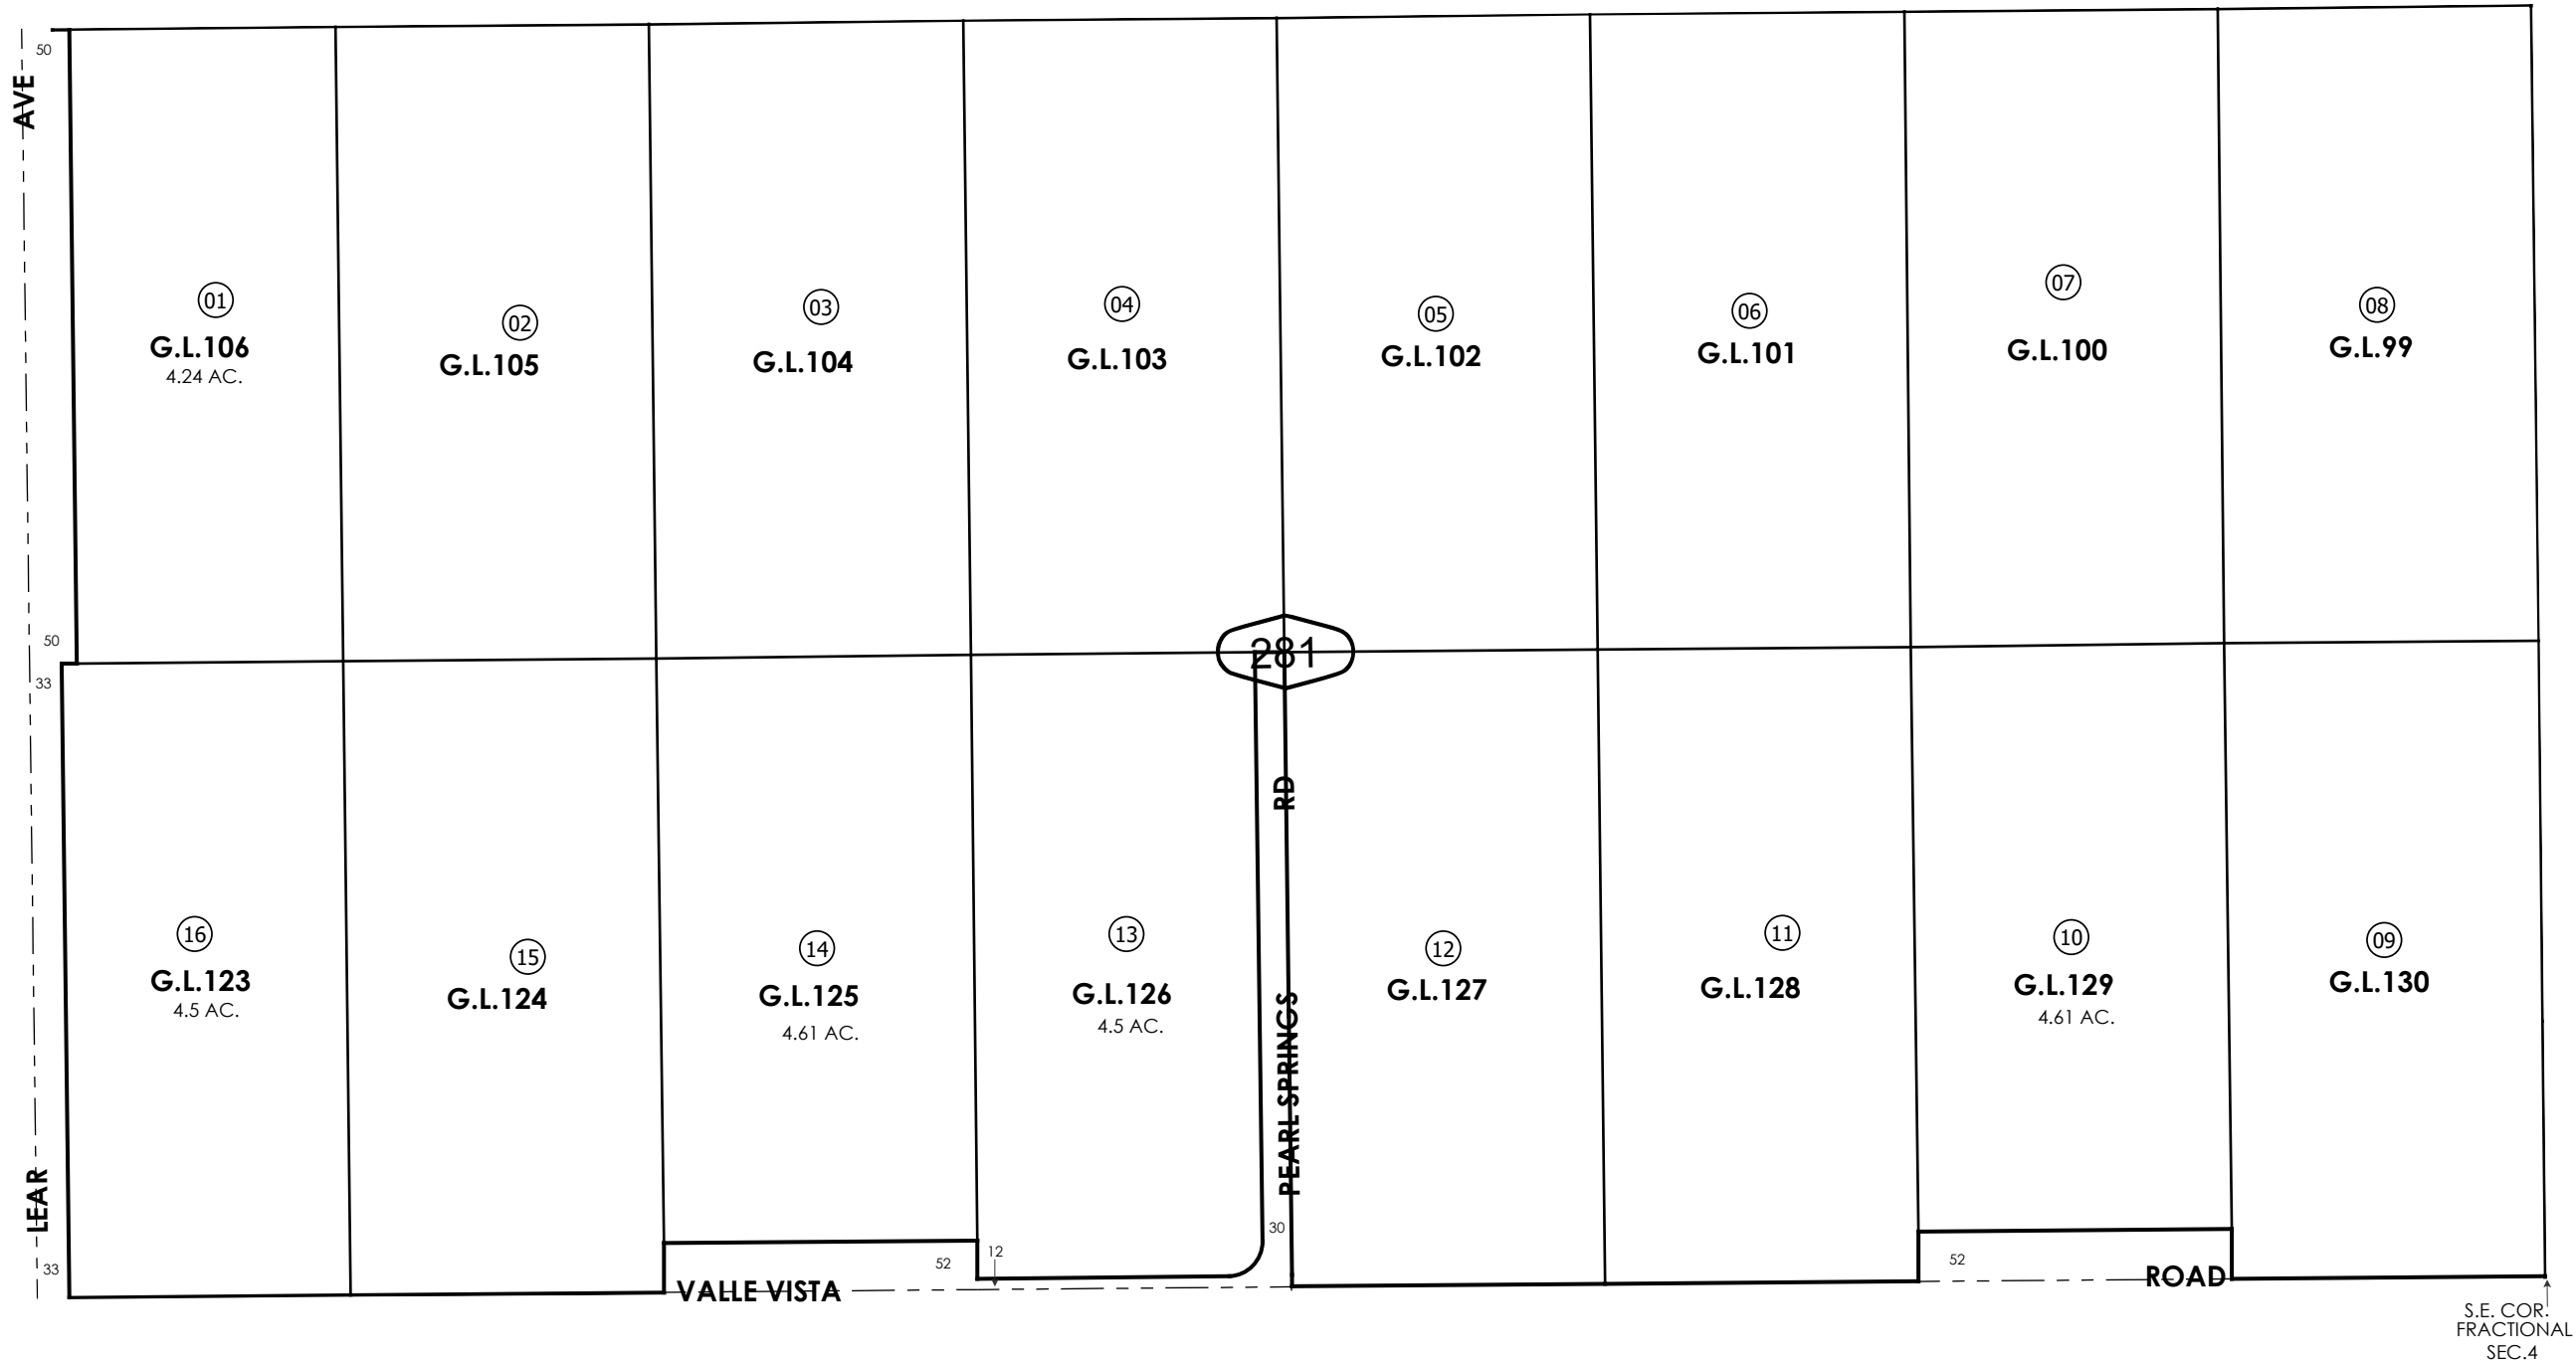 50
AVE
01
G.L.106
4.24 AC.
02
G.L.105
03
G.L.104
04
G.L.103
05
G.L.102
06
G.L.101
07
G.L.100
08
G.L.99
50
33
281
RD
16
G.L.123
4.5 AC.
15
G.L.124
14
G.L.125
4.61 AC.
13
G.L.126
4.5 AC.
12
G.L.127
11
G.L.128
10
G.L.129
4.61 AC.
09
G.L.130
PEARL SPRINGS
LEAR
33
52
12
30
52
VALLE VISTA
ROAD
S.E. COR.
FRACTIONAL
SEC.4